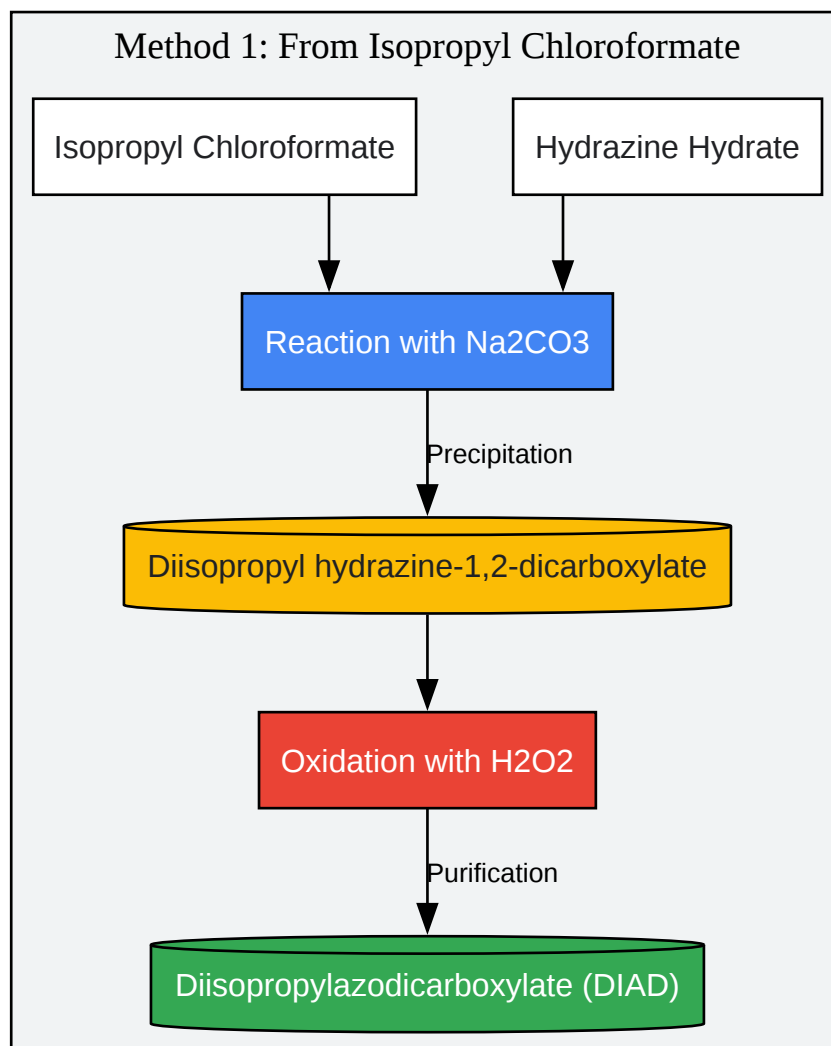 Method 1: From Isopropyl Chloroformate
Isopropyl Chloroformate
Hydrazine Hydrate
Reaction with Na2CO3
Precipitation
Diisopropyl hydrazine-1,2-dicarboxylate
Oxidation with H2O2
Purification
Diisopropylazodicarboxylate (DIAD)